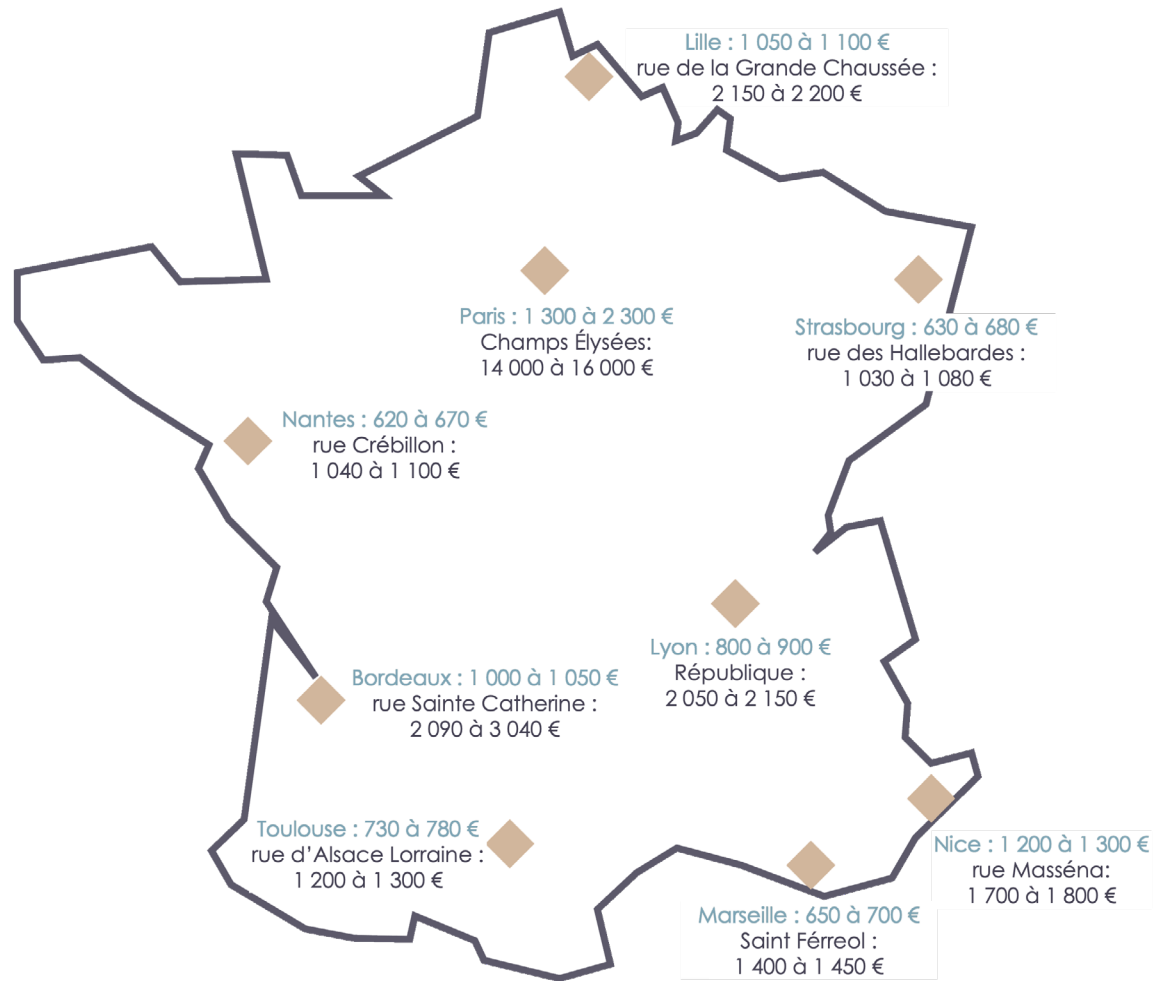 Lille : 1 050 à 1 100 €
rue de la Grande Chaussée :
2 150 à 2 200 €
Paris : 1 300 à 2 300 €
Champs Élysées:
14 000 à 16 000 €
Strasbourg : 630 à 680 €
rue des Hallebardes :
1 030 à 1 080 €
Nantes : 620 à 670 €
rue Crébillon :
1 040 à 1 100 €
Lyon : 800 à 900 €
République :
2 050 à 2 150 €
Bordeaux : 1 000 à 1 050 €
rue Sainte Catherine :
2 090 à 3 040 €
Toulouse : 730 à 780 €
rue d’Alsace Lorraine :
1 200 à 1 300 €
Nice : 1 200 à 1 300 €
rue Masséna:
1 700 à 1 800 €
Marseille : 650 à 700 €
Saint Férreol :
1 400 à 1 450 €